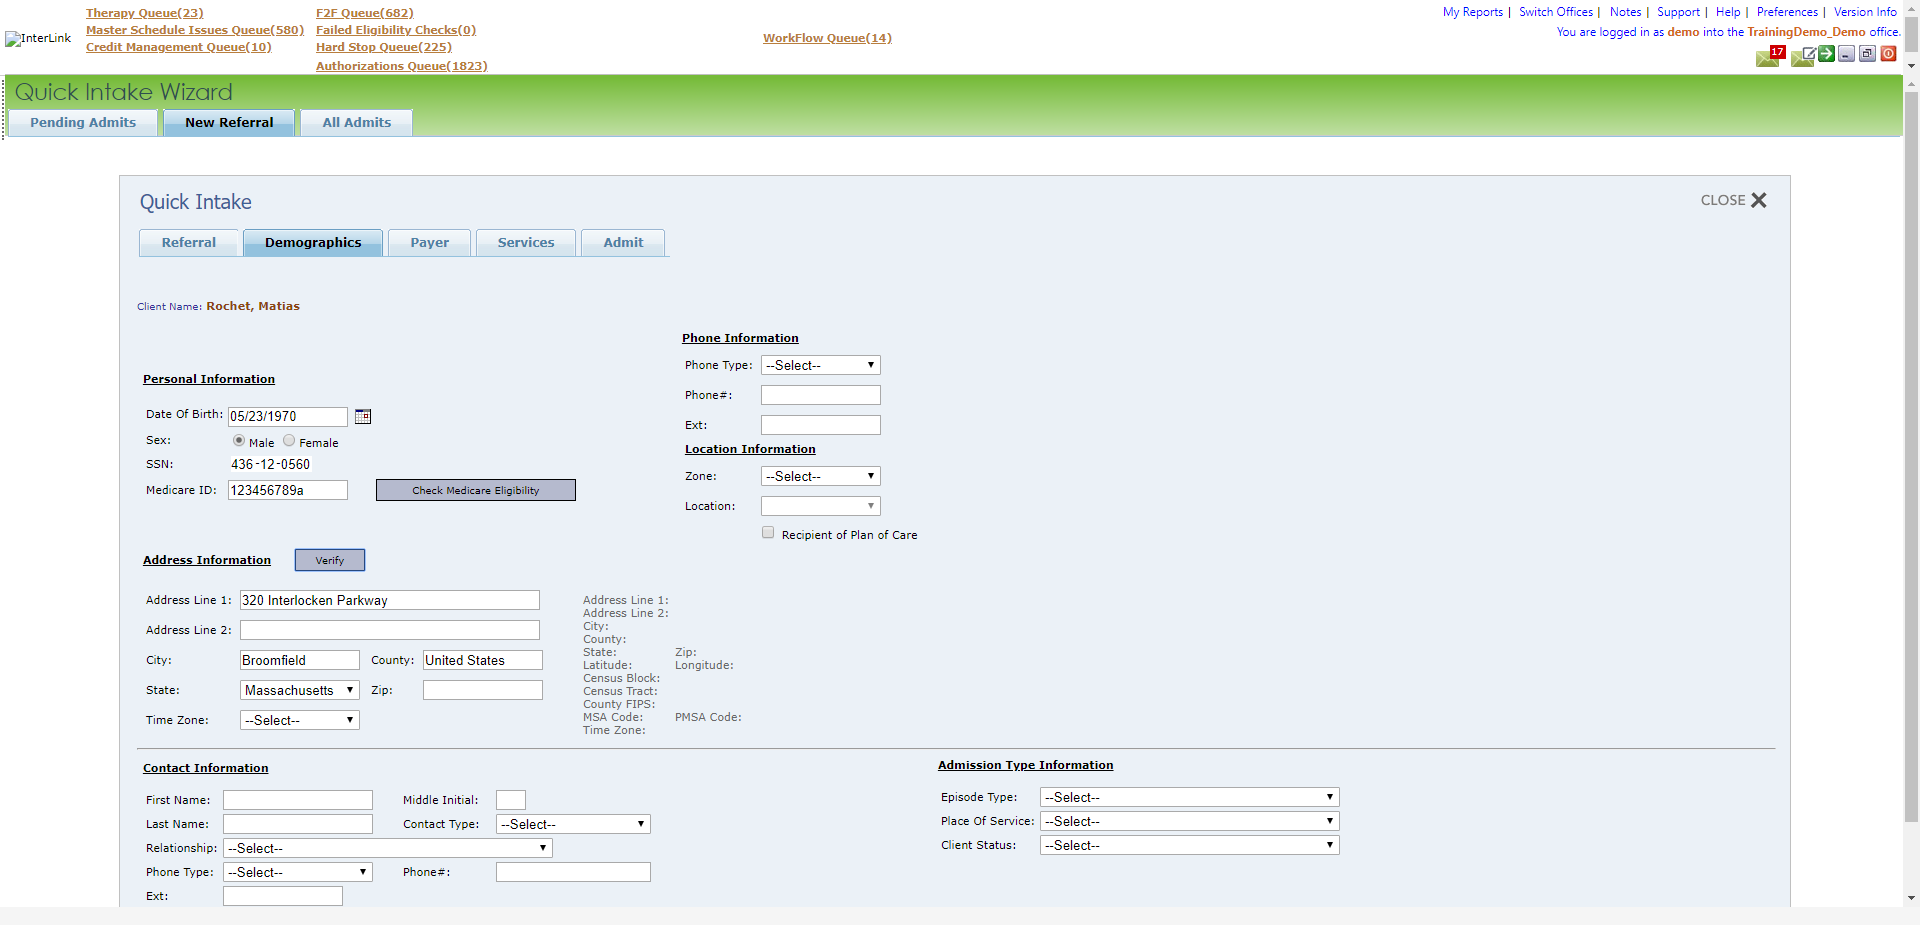 InterLink
Therapy Queue(23)
Master Schedule Issues Queue(580)
Credit Management Queue(10)
F2F Queue(682)
Failed Eligibility Checks(0)
Hard Stop Queue(225)
Authorizations Queue(1823)
WorkFlow Queue(14)
My Reports | Switch Offices | Notes | Support | Help | Preferences | Version Info
You are logged in as demo into the TrainingDemo_Demo office.
17
Quick Intake Wizard
Pending Admits New Referral All Admits
Quick Intake
CLOSE
Referral Demographics Payer Services Admit
Client Name: Rochet, Matias
Personal Information
Date Of Birth: 05/23/1970
Sex: Male Female
SSN: 436-12-0560
Medicare ID: 123456789a Check Medicare Eligibility
Phone Information
Phone Type: --Select--
Phone#:
Ext:
Location Information
Zone: --Select--
Location:
Recipient of Plan of Care
Address Information Verify
Address Line 1: 320 Interlocken Parkway
Address Line 2:
City: Broomfield County: United States
State: Massachusetts Zip:
Time Zone: --Select--
Address Line 1:
Address Line 2:
City:
County:
State: Zip:
Latitude: Longitude:
Census Block:
Census Tract:
County FIPS:
MSA Code: PMSA Code:
Time Zone:
Contact Information
First Name: Middle Initial:
Last Name: Contact Type: --Select--
Relationship: --Select--
Phone Type: --Select-- Phone#:
Ext:
Admission Type Information
Episode Type: --Select--
Place Of Service: --Select--
Client Status: --Select--